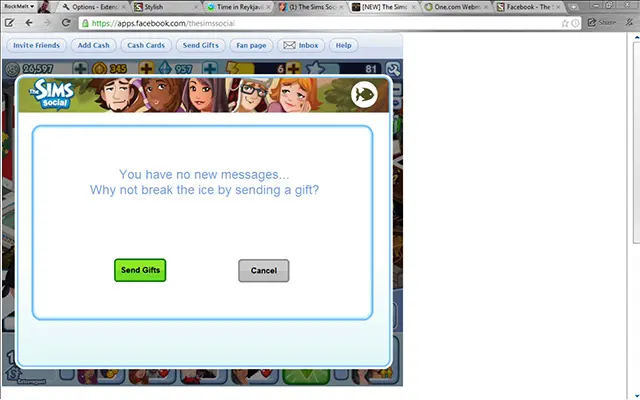 RockMelt
Options - Extens
Stylish
Time in Reykjaví
(1) The Sims So
[NEW] The Sims
One.com Webm
Facebook - The S
https://apps.facebook.com/thesimssocial
Share
Invite Friends
Add Cash
Cash Cards
Send Gifts
Fan page
Inbox
Help
26,597
345
957
6
81
The SIMS social
You have no new messages...
Why not break the ice by sending a gift?
Send Gifts
Cancel